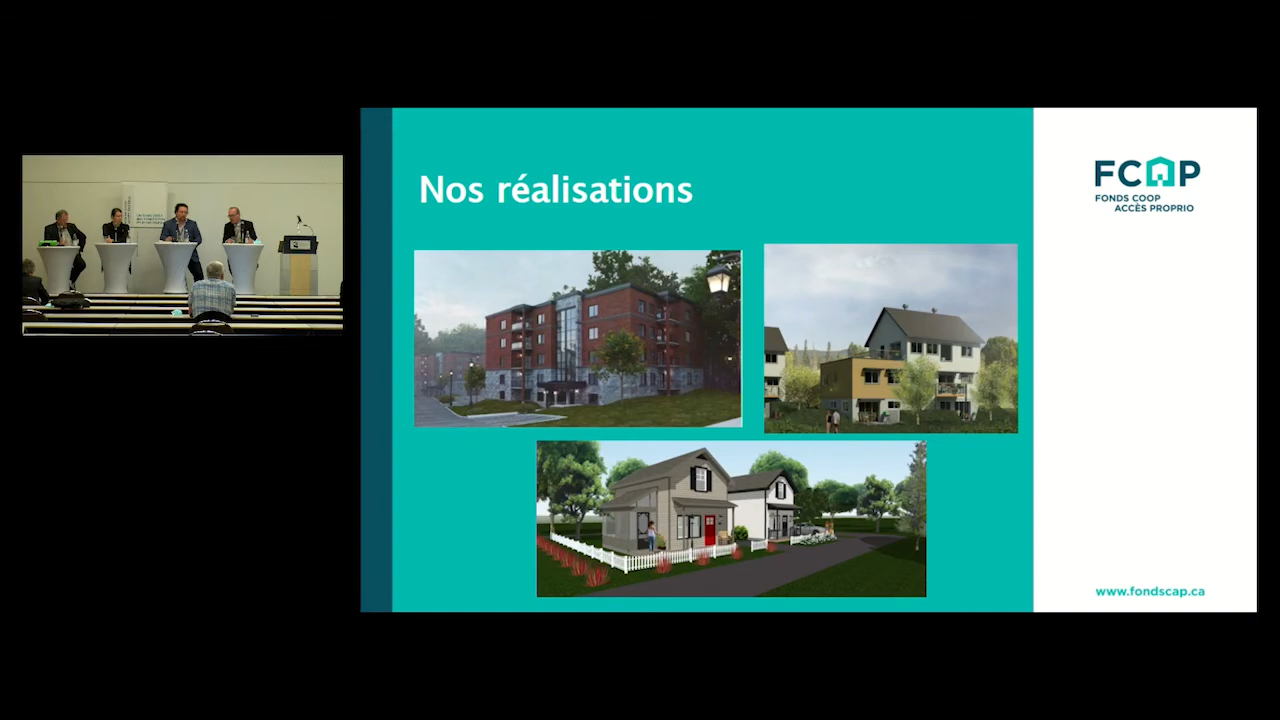 Nos réalisations
FCAP
FONDS COOP
ACCÈS PROPRIO
www.fondscap.ca